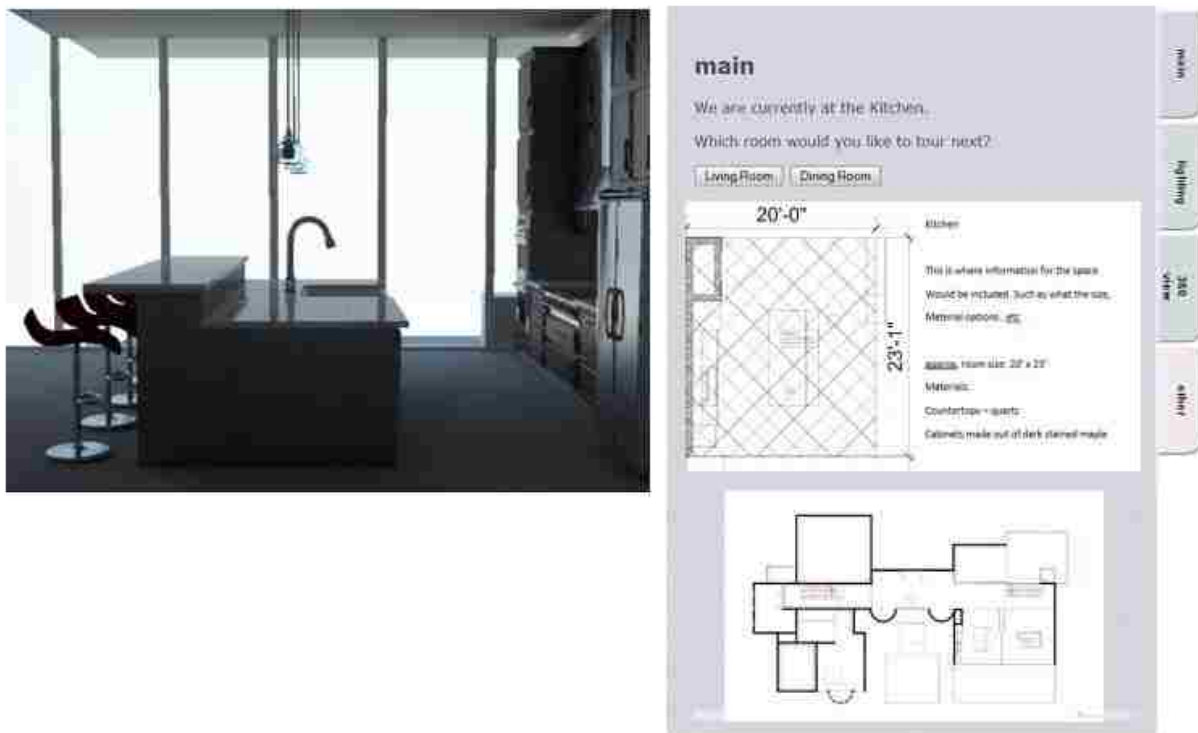 main
We are currently at the Kitchen.
Which room would you like to tour next?
Living Room Dining Room
20'-0"
23'-1"
Kitchen
This is where information for the space
Would be included. Such as what the size,
Material options, etc
approx. room size: 20' x 23'
Materials:
Countertops = quartz
Cabinets made out of dark stained maple
main
lighting
360
view
other